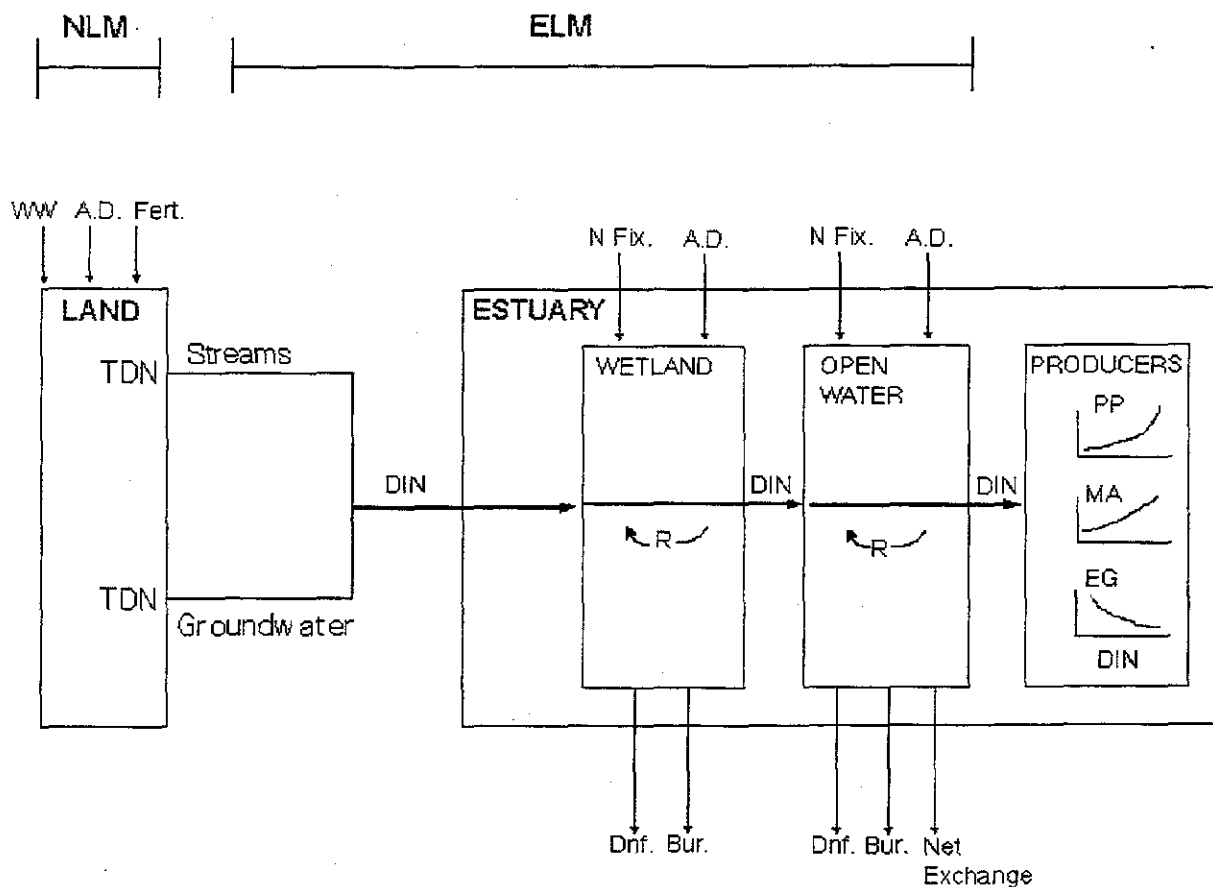 NLM
ELM
WW A.D. Fert.
N Fix. A.D.
N Fix. A.D.
LAND
ESTUARY
WETLAND
OPEN
WATER
PRODUCERS
TDN
Streams
PP
DIN
DIN
DIN
MA
R
R
EG
TDN
Groundwater
DIN
Dnf. Bur.
Dnf. Bur. Net
Exchange